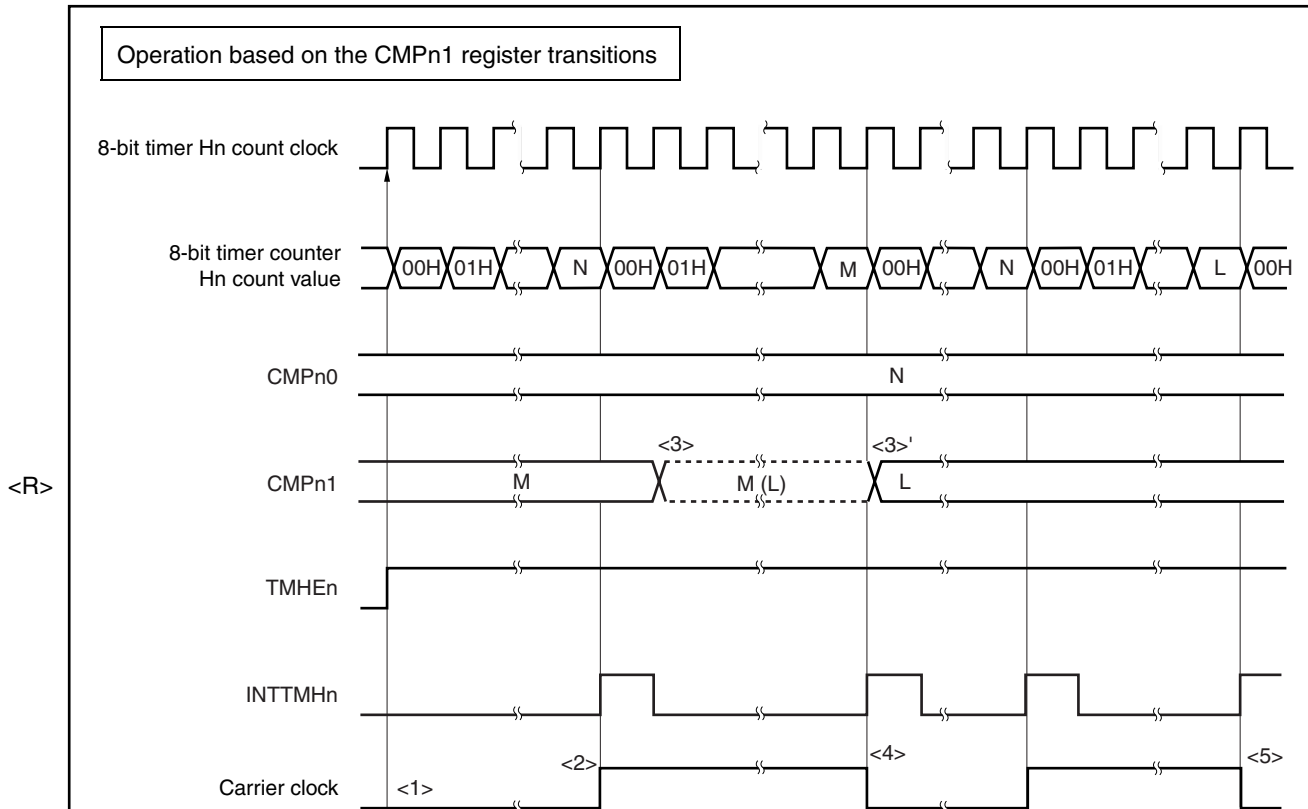 Operation based on the CMPn1 register transitions
8-bit timer Hn count clock
8-bit timer counter
Hn count value
00H 01H N 00H 01H M 00H N 00H 01H L 00H
CMPn0
N
<3> <3>'
<R>
CMPn1
M M (L) L
TMHEn
INTTMHn
<2> <4> <5>
Carrier clock
<1>